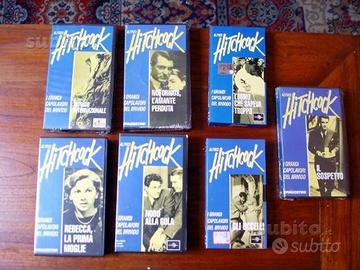 ALFRED
HITCHCOCK
I GRANDI
CAPOLAVORI
DEL BRIVIDO
ALFRED
HITCHCOCK
I GRANDI
CAPOLAVORI
DEL BRIVIDO
NOTORIOUS,
L'AMANTE
PERDUTA
ALFRED
HITCHCOCK
I GRANDI
CAPOLAVORI
DEL BRIVIDO
L'UOMO
CHE SAPEVA
TROPPO
ALFRED
HITCHCOCK
I GRANDI
CAPOLAVORI
DEL BRIVIDO
IL
SOSPETTO
DEAGOSTINI
ALFRED
HITCHCOCK
I GRANDI
CAPOLAVORI
DEL BRIVIDO
REBECCA,
LA PRIMA
MOGLIE
ALFRED
HITCHCOCK
I GRANDI
CAPOLAVORI
DEL BRIVIDO
NODO
ALLA GOLA
ALFRED
HITCHCOCK
I GRANDI
CAPOLAVORI
DEL BRIVIDO
GLI UCCELLI
subito
subito
subito